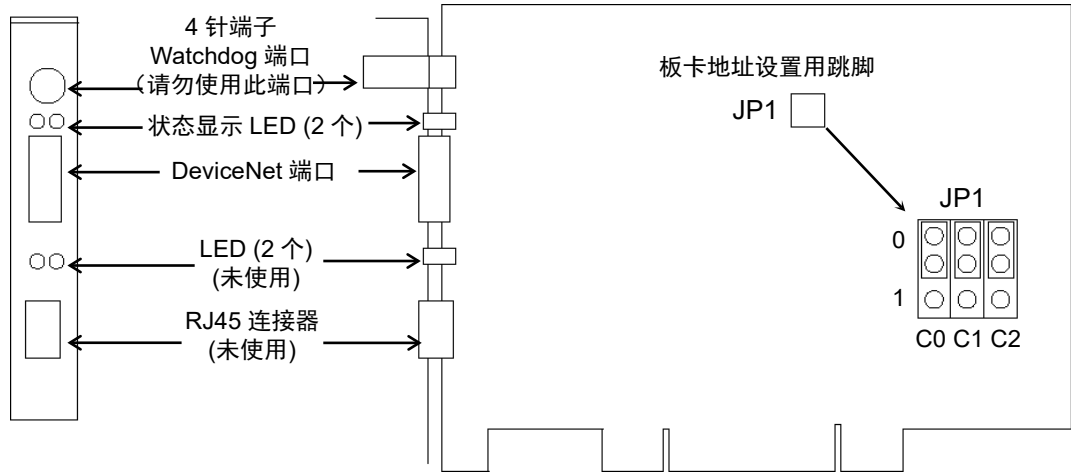 4 针端子
Watchdog 端口
（请勿使用此端口）
状态显示 LED (2 个)
DeviceNet 端口
LED (2 个)
(未使用)
RJ45 连接器
(未使用)
板卡地址设置用跳脚
JP1
JP1
0
1
C0 C1 C2